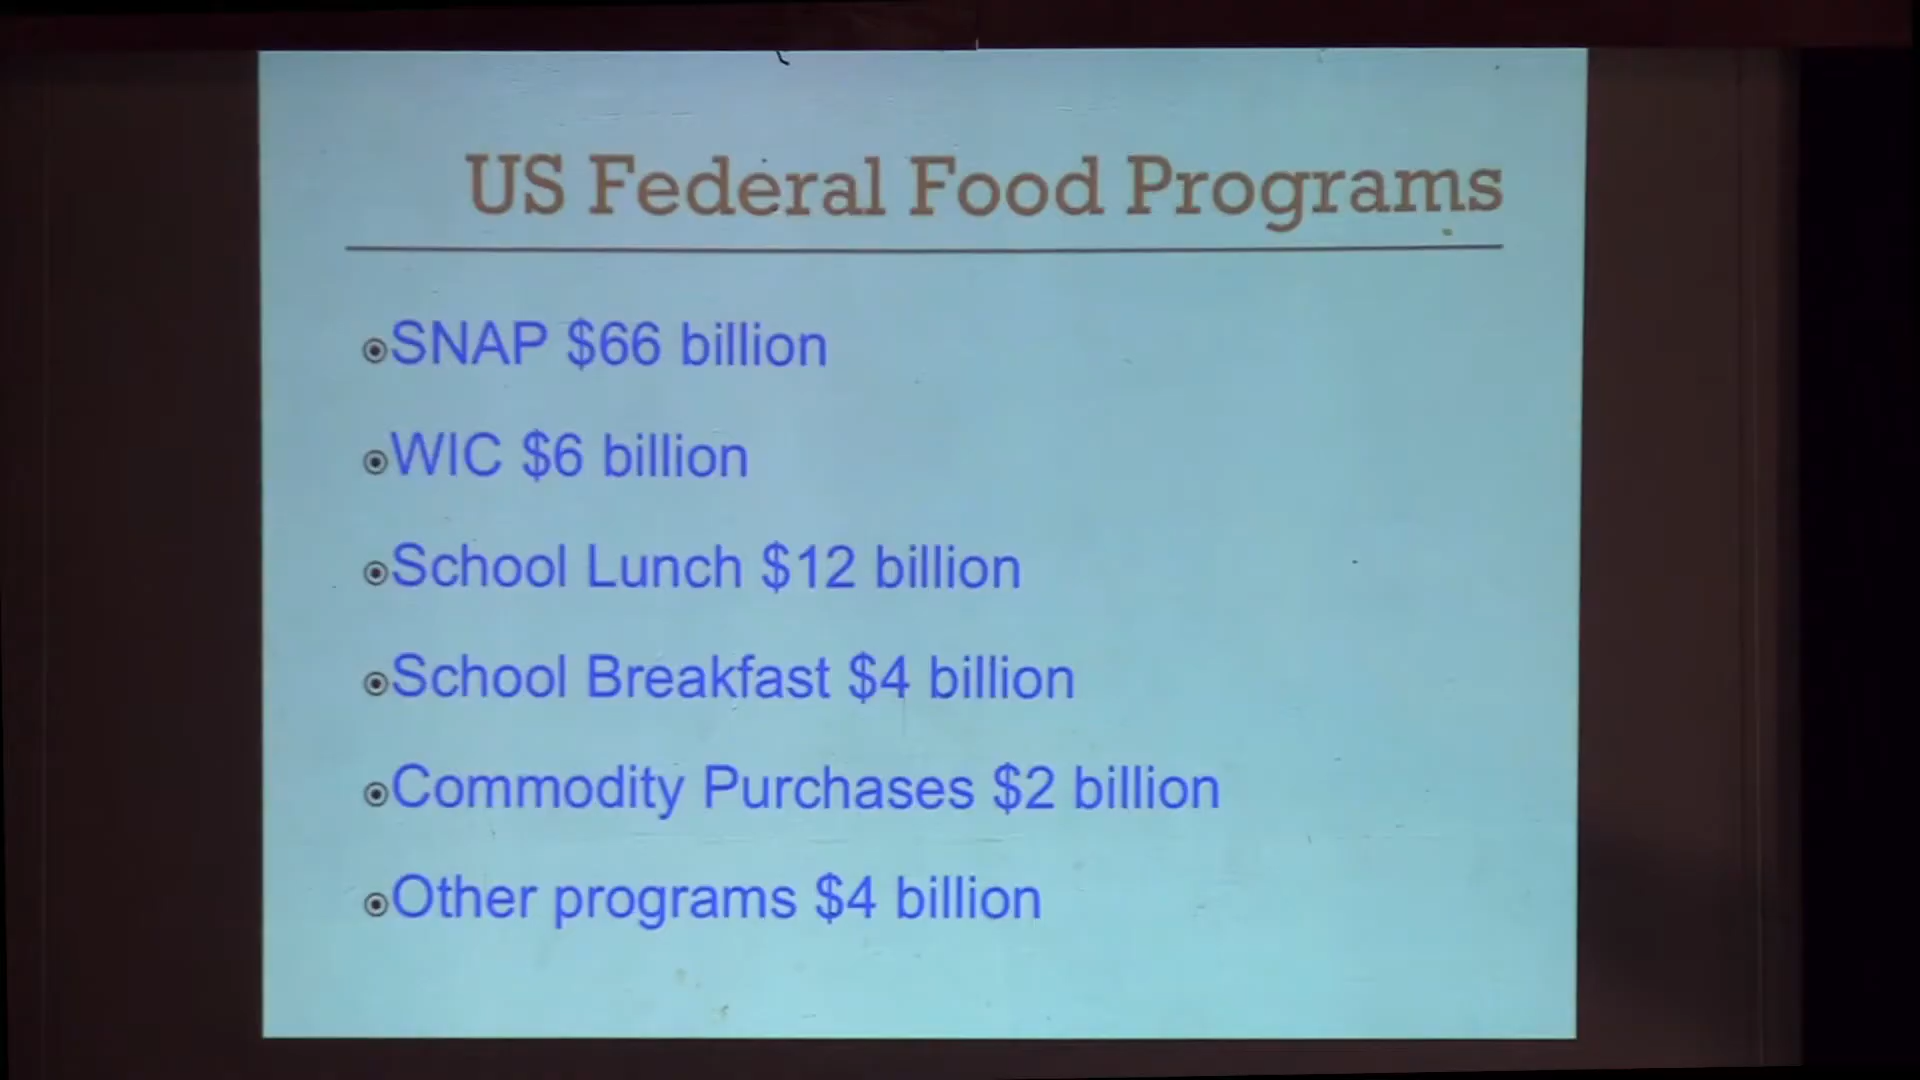 US Federal Food Programs
SNAP $66 billion
WIC $6 billion
School Lunch $12 billion
School Breakfast $4 billion
Commodity Purchases $2 billion
Other programs $4 billion